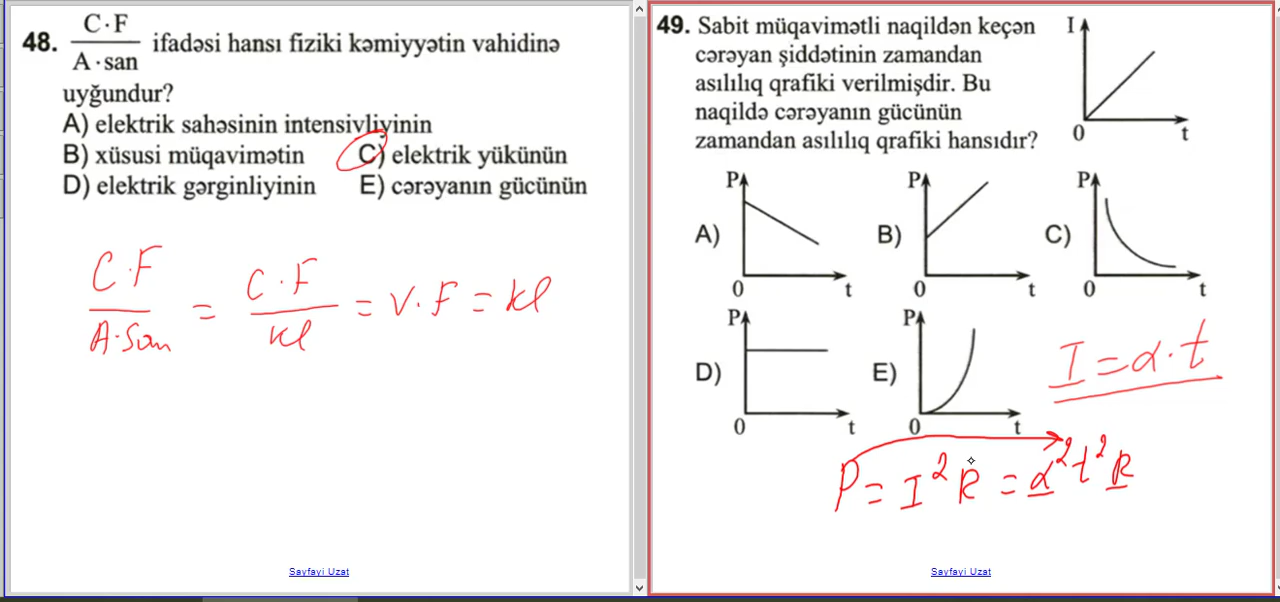 48. C·F / A·san ifadəsi hansı fiziki kəmiyyətin vahidinə
uyğundur?
A) elektrik sahəsinin intensivliyinin
B) xüsusi müqavimətin C) elektrik yükünün
D) elektrik gərginliyinin E) cərəyanın gücünün
C·F / A·San = C·F / Kl = V·F = Kl
Sayfayi Uzat
49. Sabit müqavimətli naqildən keçən
cərəyan şiddətinin zamandan
asılılıq qrafiki verilmişdir. Bu
naqildə cərəyanın gücünün
zamandan asılılıq qrafiki hansıdır?
I
0 t
A) P 0 t
B) P 0 t
C) P 0 t
D) P 0 t
E) P 0 t
I = α·t
P = I²R = α²t²R
Sayfayi Uzat